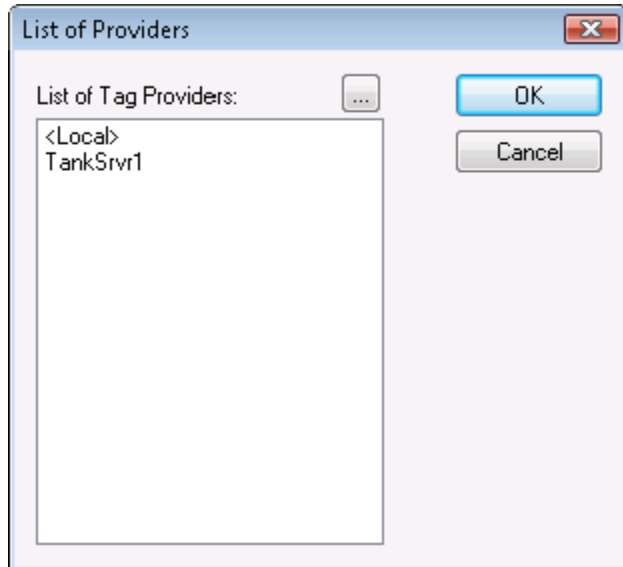 List of Providers
List of Tag Providers:
...
OK
<Local>
TankSrvr1
Cancel